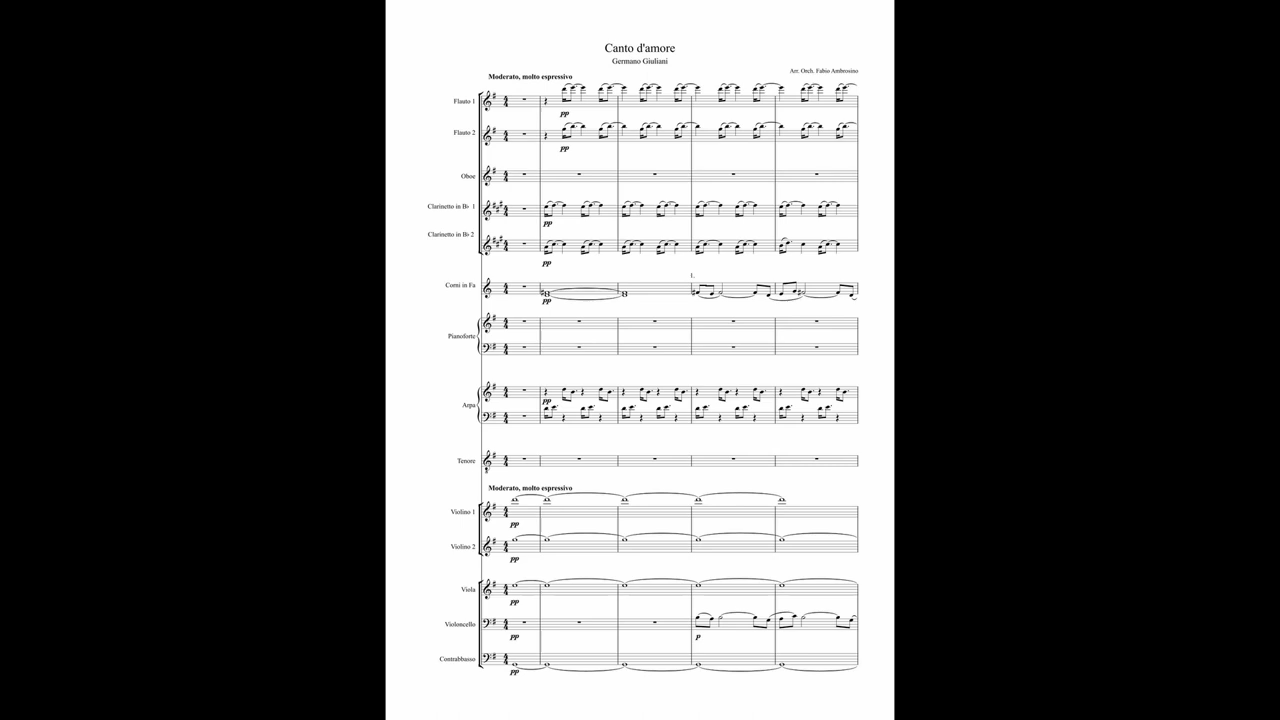 Canto d'amore
Germano Giuliani
Arr. Orch. Fabio Ambrosino
Moderato, molto espressivo
Flauto 1
pp
Flauto 2
pp
Oboe
Clarinetto in B♭ 1
pp
Clarinetto in B♭ 2
pp
1.
Corni in Fa
pp
Pianoforte
Arpa
pp
Tenore
Moderato, molto espressivo
Violino 1
pp
Violino 2
pp
Viola
pp
Violoncello
pp p
Contrabbasso
pp